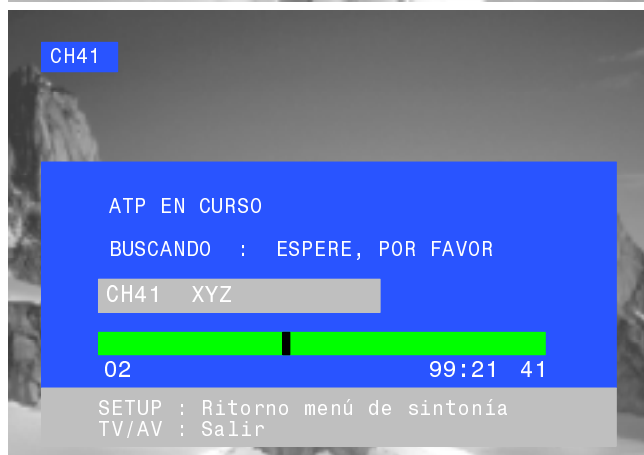 CH41
ATP EN CURSO
BUSCANDO : ESPERE, POR FAVOR
CH41 XYZ
02 99:21 41
SETUP : Ritorno menú de sintonía
TV/AV : Salir